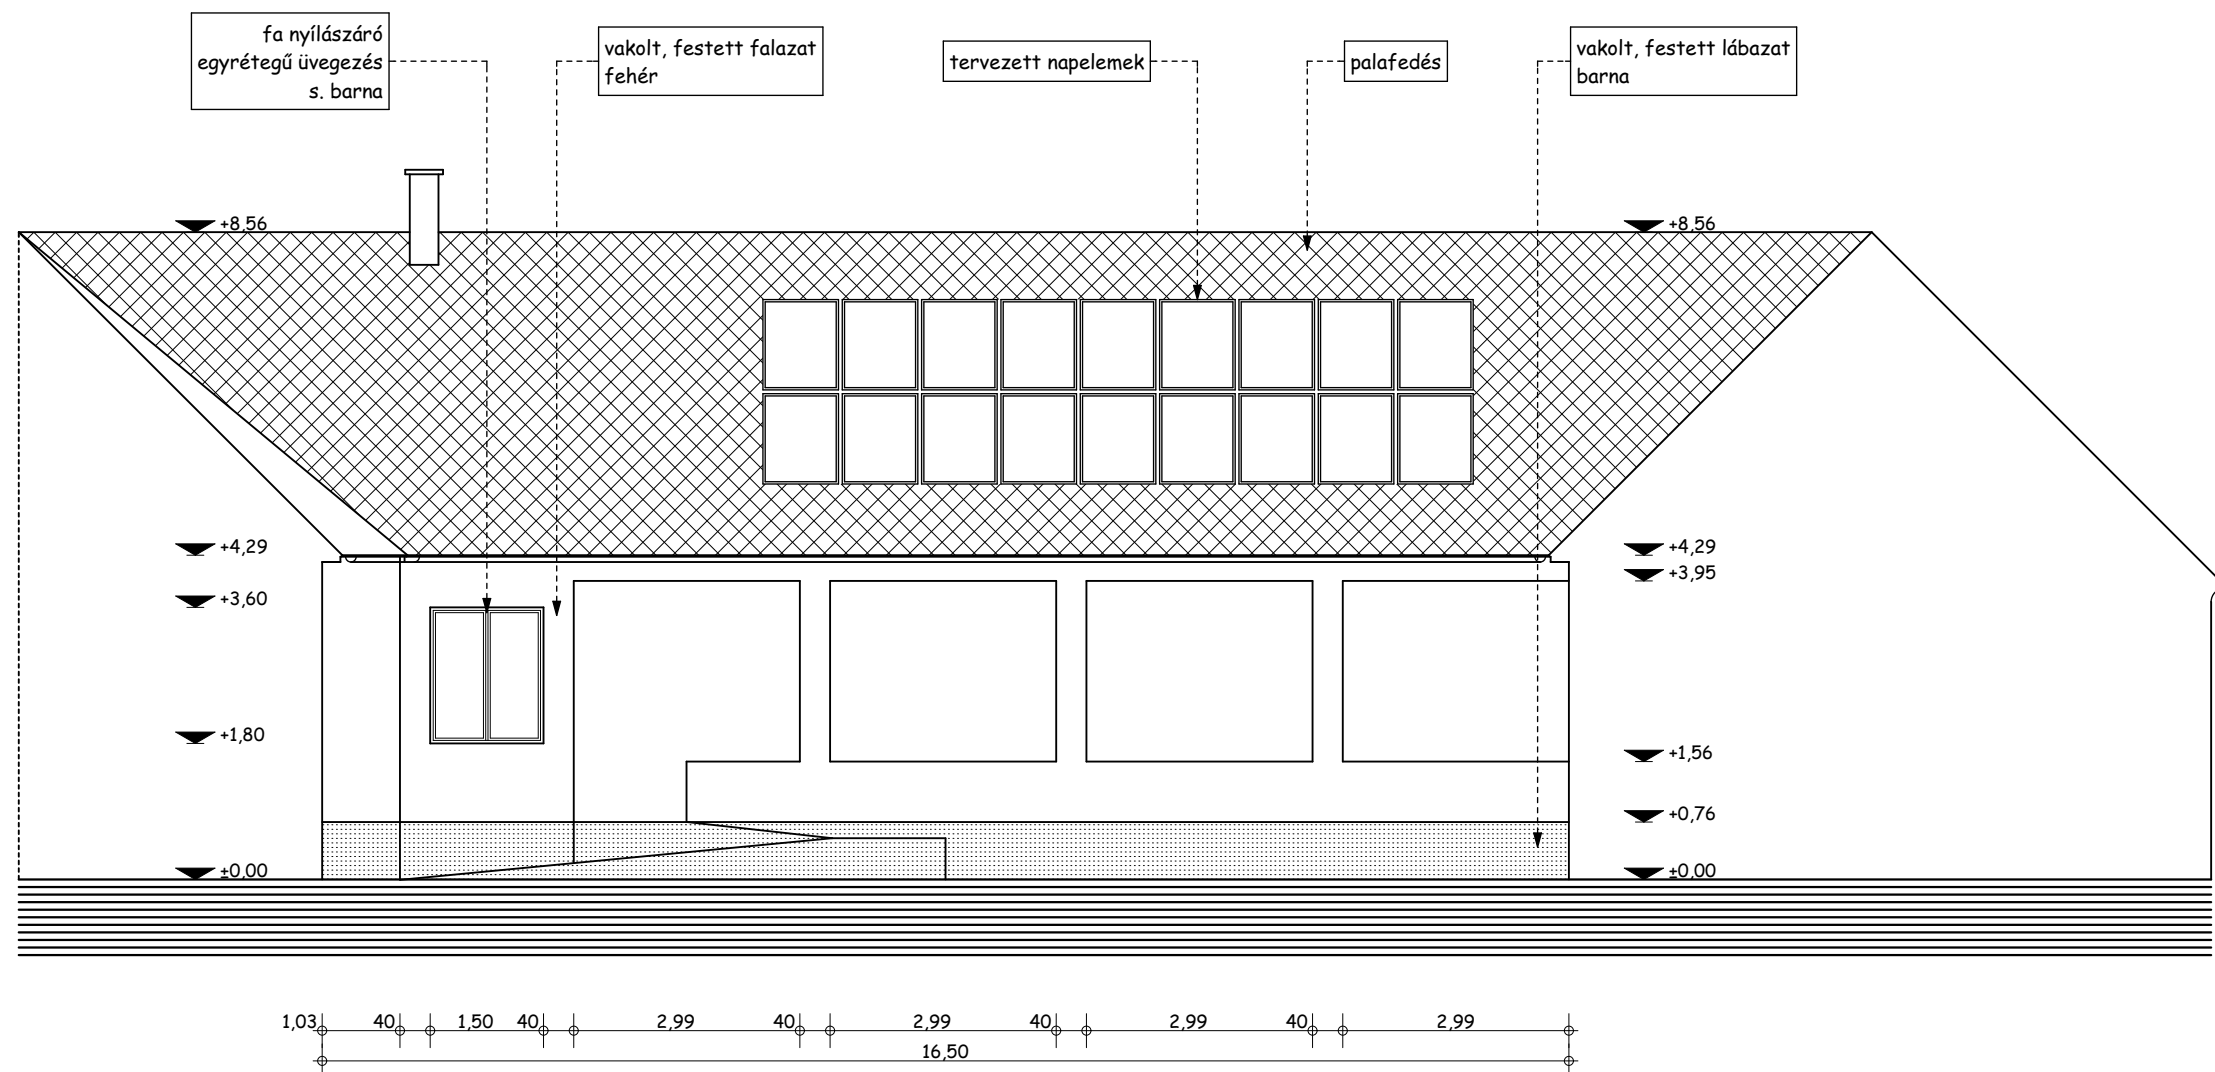 fa nyílászáró
egyrétegű üvegezés
s. barna
vakolt, festett falazat
fehér
tervezett napelemek
palafedés
vakolt, festett lábazat
barna
+8,56
+8,56
+4,29
+4,29
+3,95
+3,60
+1,80
+1,56
+0,76
±0,00
±0,00
1,03 40 1,50 40 2,99 40 2,99 40 2,99 40 2,99
16,50